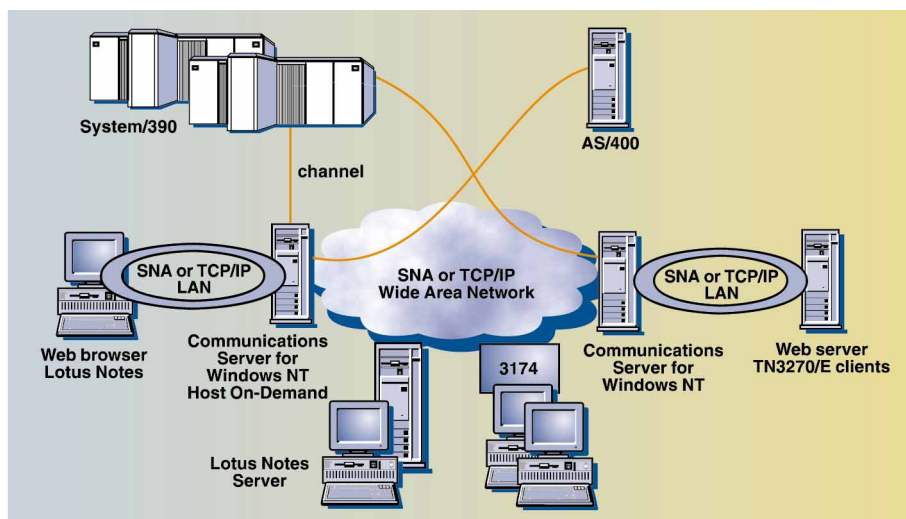 System/390
AS/400
channel
SNA or TCP/IP
LAN
SNA or TCP/IP
Wide Area Network
SNA or TCP/IP
LAN
Web browser
Lotus Notes
Communications
Server for
Windows NT
Host On-Demand
3174
Communications
Server for
Windows NT
Web server
TN3270/E clients
Lotus Notes
Server